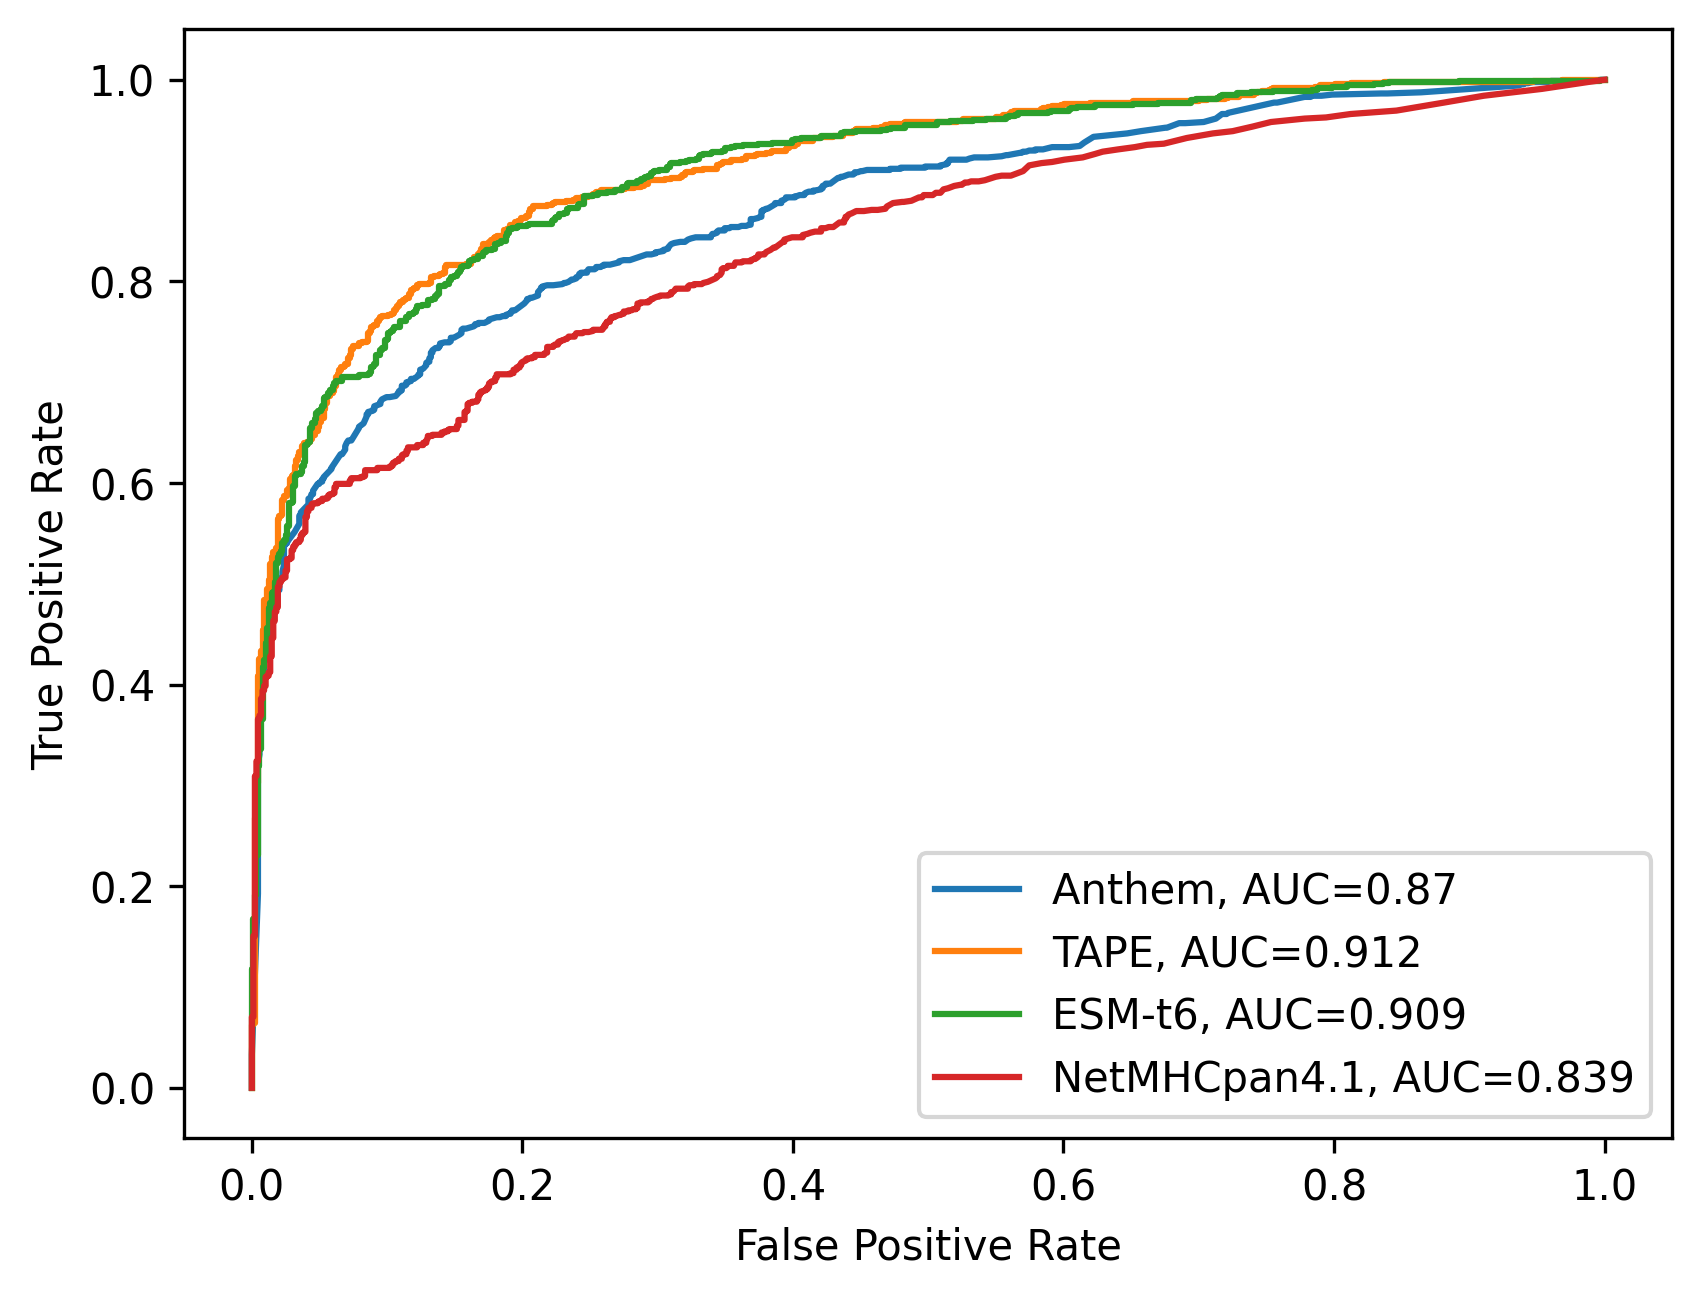 1.0
0.8
0.6
0.4
0.2
0.0
True Positive Rate
Anthem, AUC=0.87
TAPE, AUC=0.912
ESM-t6, AUC=0.909
NetMHCpan4.1, AUC=0.839
0.0 0.2 0.4 0.6 0.8 1.0
False Positive Rate